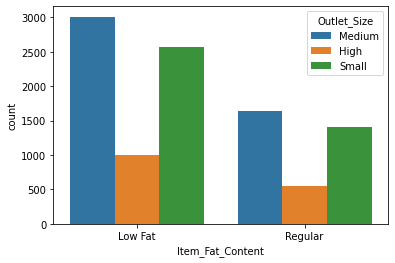 Outlet_Size
Medium
High
Small
3000
2500
2000
1500
1000
500
0
count
Low Fat
Regular
Item_Fat_Content